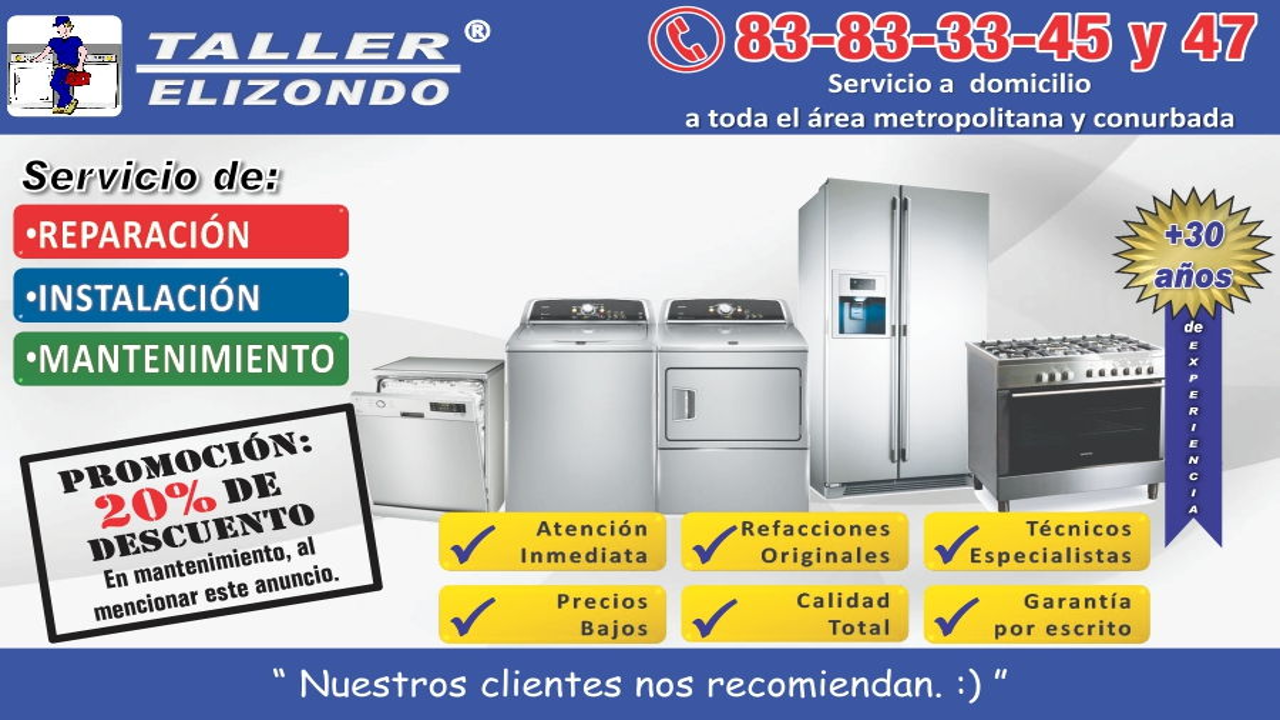 TALLER ®
ELIZONDO
83-83-33-45 y 47
Servicio a domicilio
a toda el área metropolitana y conurbada
Servicio de:
•REPARACIÓN
•INSTALACIÓN
•MANTENIMIENTO
PROMOCIÓN:
20% DE
DESCUENTO
En mantenimiento, al
mencionar este anuncio.
+30
años
de
EXPERIENCIA
Atención
Inmediata
Refacciones
Originales
Técnicos
Especialistas
Precios
Bajos
Calidad
Total
Garantía
por escrito
“ Nuestros clientes nos recomiendan. :) ”